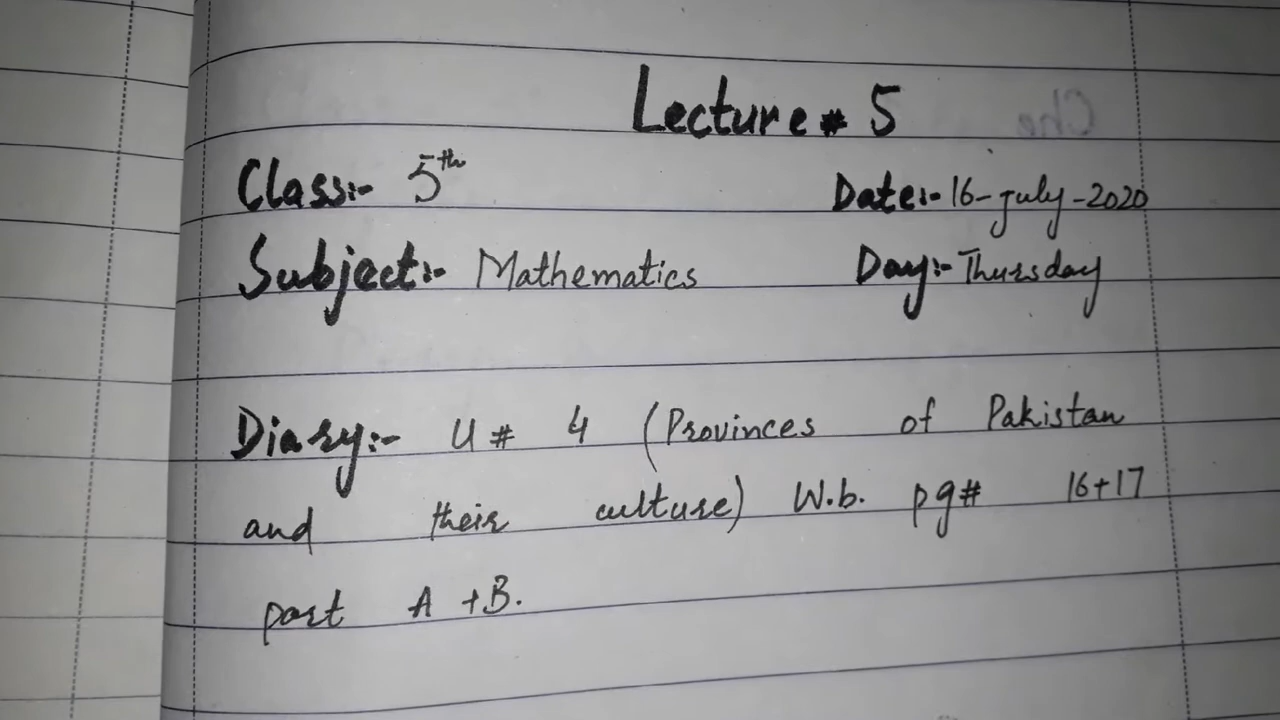 Lecture # 5
Class:- 5th
Date:- 16-july-2020
Subject:- Mathematics
Day:- Thursday
Diary:- U # 4 (Provinces of Pakistan
and their culture) W.b. pg# 16+17
part A +B.